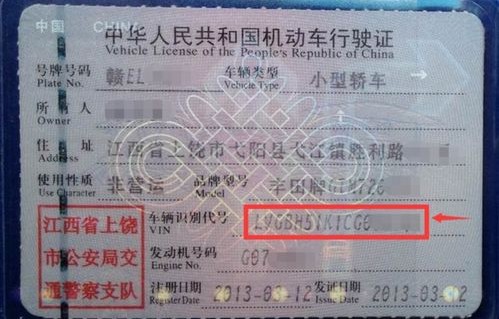 中国 CHINA
中华人民共和国机动车行驶证
Vehicle License of the People's Republic of China
号牌号码 赣EL 车辆类型 小型轿车
Plate No. Vehicle Type
所有人
Owner
住址 江西省上饶市弋阳县弋江镇胜利路
Address
使用性质 非营运 品牌型号
Use Character Model
江西省上饶
市公安局交
通警察支队
车辆识别代号
VIN
发动机号码 G07
Engine No.
注册日期 2013-03-12 发证日期 2013-03-12
Register Date Issue Date